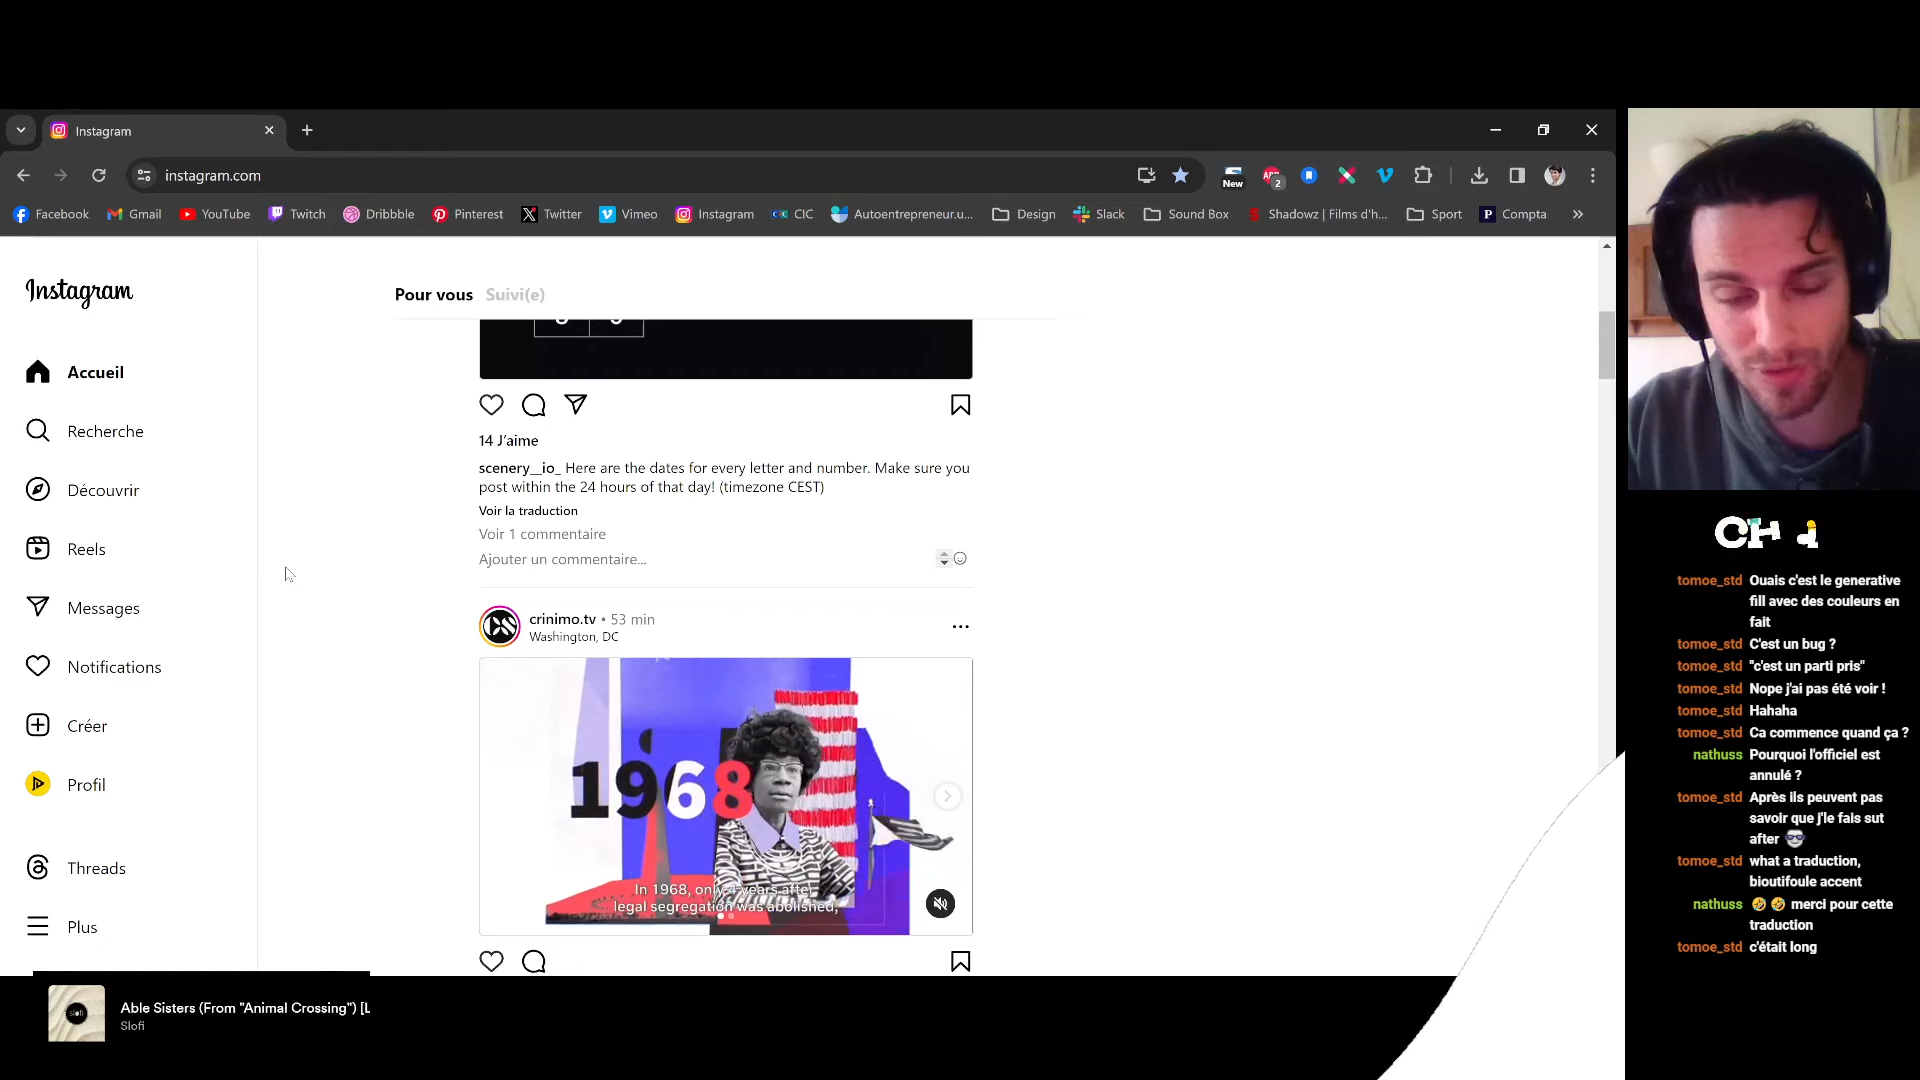 Instagram
instagram.com
New
2
Facebook
Gmail
YouTube
Twitch
Dribbble
Pinterest
Twitter
Vimeo
Instagram
CIC
Autoentrepreneur.u...
Design
Slack
Sound Box
Shadowz | Films d'h...
Sport
Compta
Instagram
Accueil
Recherche
Découvrir
Reels
Messages
Notifications
Créer
Profil
Threads
Plus
Pour vous Suivi(e)
14 J'aime
scenery__io_ Here are the dates for every letter and number. Make sure you
post within the 24 hours of that day! (timezone CEST)
Voir la traduction
Voir 1 commentaire
Ajouter un commentaire...
crinimo.tv • 53 min
Washington, DC
1968
In 1968, only 4 years after
legal segregation was abolished,
Able Sisters (From "Animal Crossing") [L
Slofi
slofi
tomoe_std Ouais c'est le generative
fill avec des couleurs en
fait
tomoe_std C'est un bug ?
tomoe_std "c'est un parti pris"
tomoe_std Nope j'ai pas été voir !
tomoe_std Hahaha
tomoe_std Ca commence quand ça ?
nathuss Pourquoi l'officiel est
annulé ?
tomoe_std Après ils peuvent pas
savoir que j'le fais sut
after
tomoe_std what a traduction,
bioutifoule accent
nathuss 🤣 🤣 merci pour cette
traduction
tomoe_std c'était long